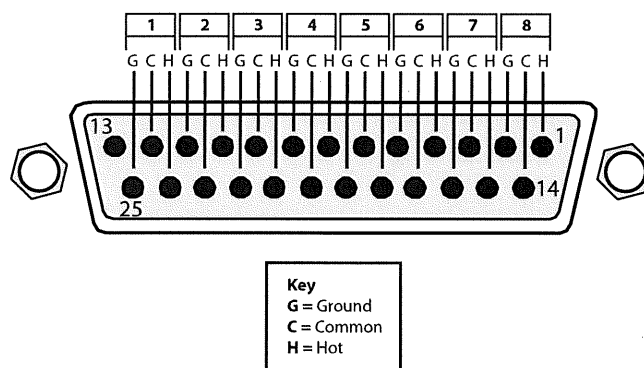 1 2 3 4 5 6 7 8
G C H G C H G C H G C H G C H G C H G C H G C H
13 1
25 14
Key
G = Ground
C = Common
H = Hot